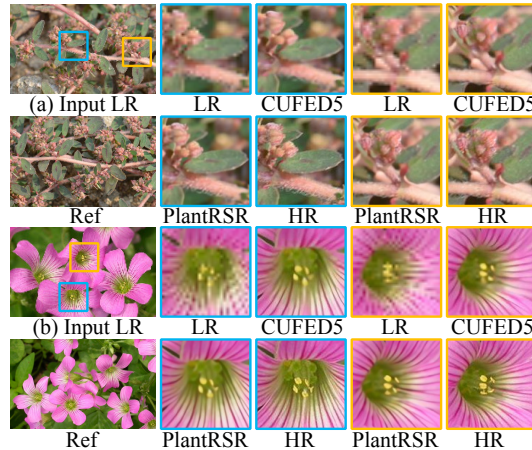 (a) Input LR LR CUFED5 LR CUFED5
Ref PlantRSR HR PlantRSR HR
(b) Input LR LR CUFED5 LR CUFED5
Ref PlantRSR HR PlantRSR HR